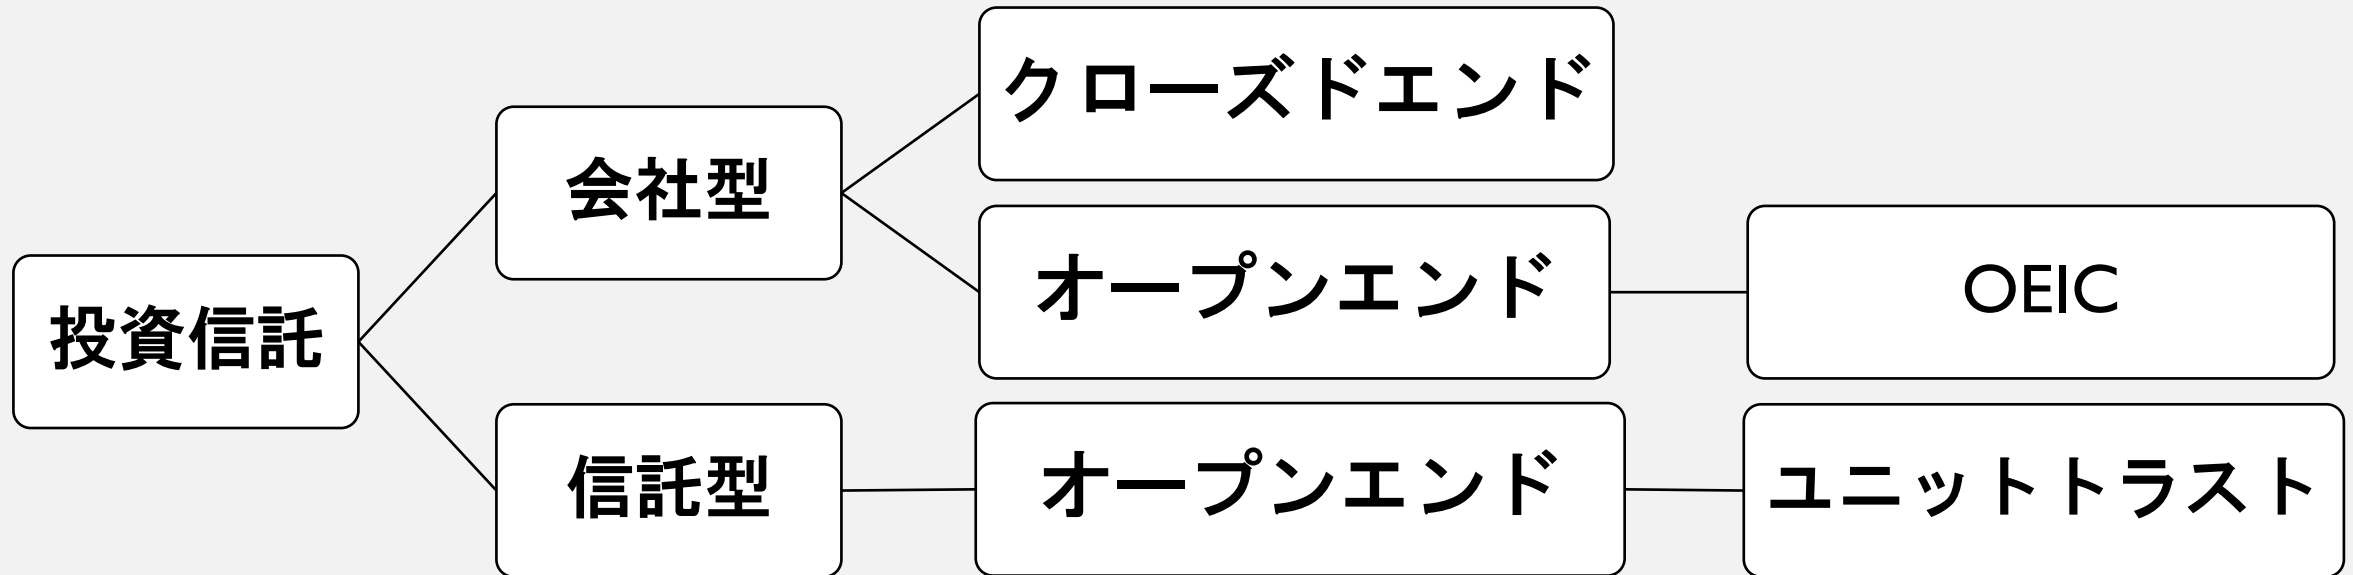 投資信託
会社型
クローズドエンド
オープンエンド
OEIC
信託型
オープンエンド
ユニットトラスト